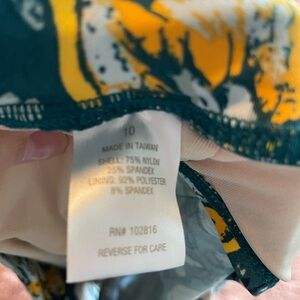 10
MADE IN TAIWAN
SHELL: 75% NYLON
25% SPANDEX
LINING: 92% POLYESTER
8% SPANDEX
RN# 102816
REVERSE FOR CARE